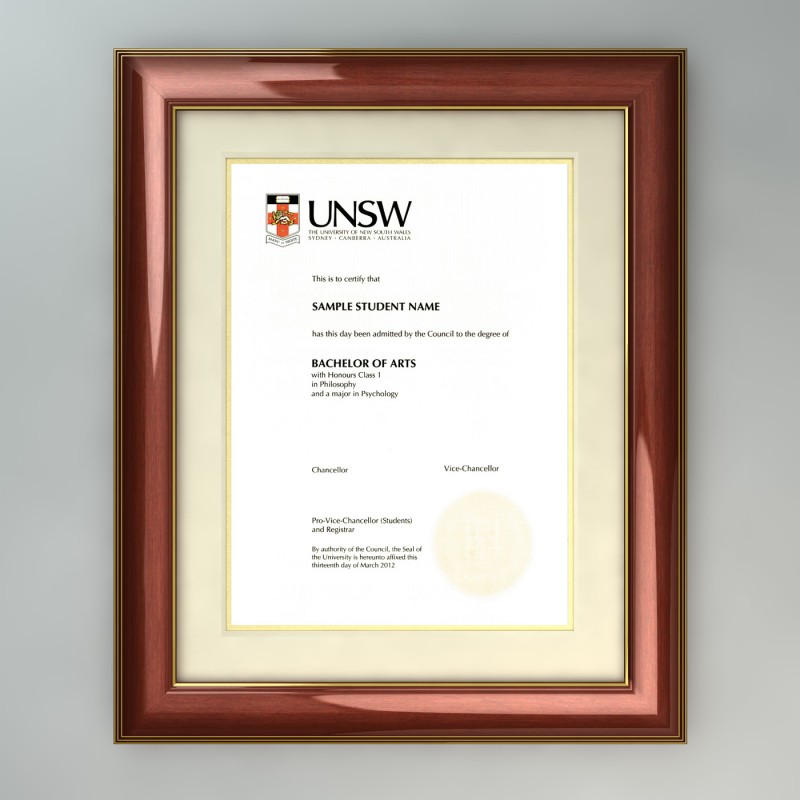 UNSW
THE UNIVERSITY OF NEW SOUTH WALES
SYDNEY · CANBERRA · AUSTRALIA
This is to certify that
SAMPLE STUDENT NAME
has this day been admitted by the Council to the degree of
BACHELOR OF ARTS
with Honours Class 1
in Philosophy
and a major in Psychology
Chancellor
Vice-Chancellor
Pro-Vice-Chancellor (Students)
and Registrar
By authority of the Council, the Seal of
the University is hereunto affixed this
thirteenth day of March 2012